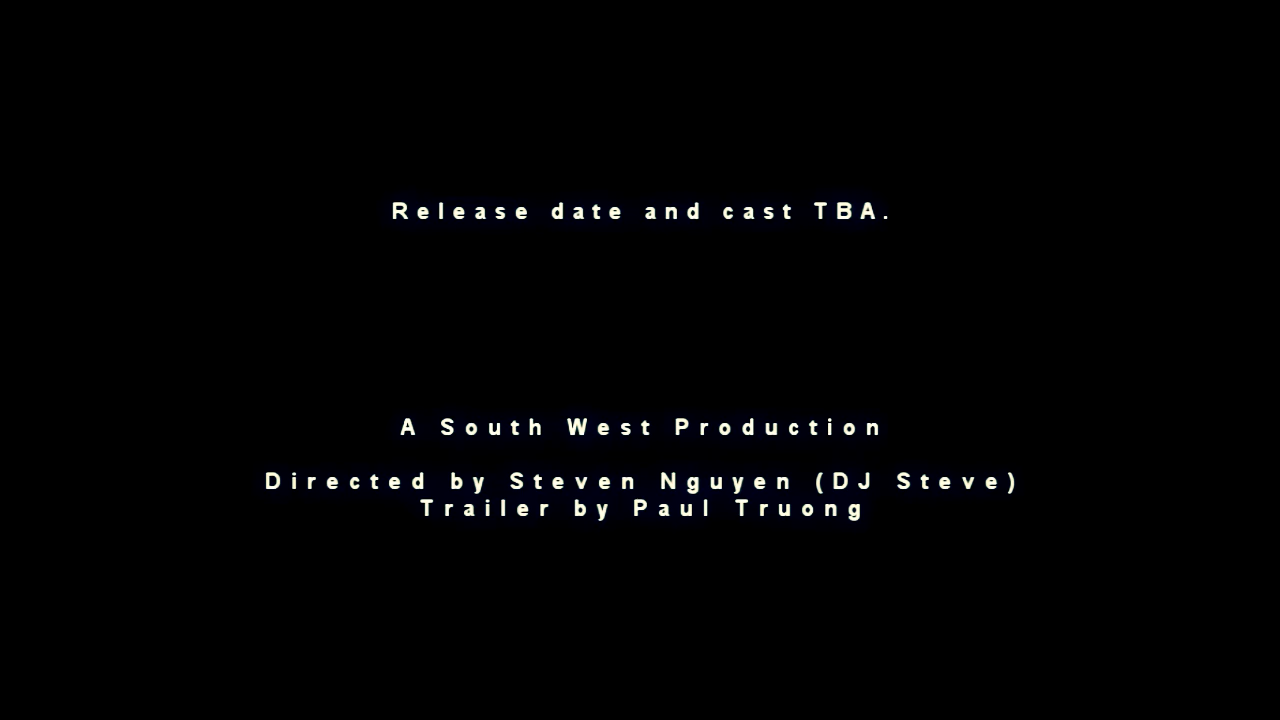 Release date and cast TBA.
A South West Production
Directed by Steven Nguyen (DJ Steve)
Trailer by Paul Truong